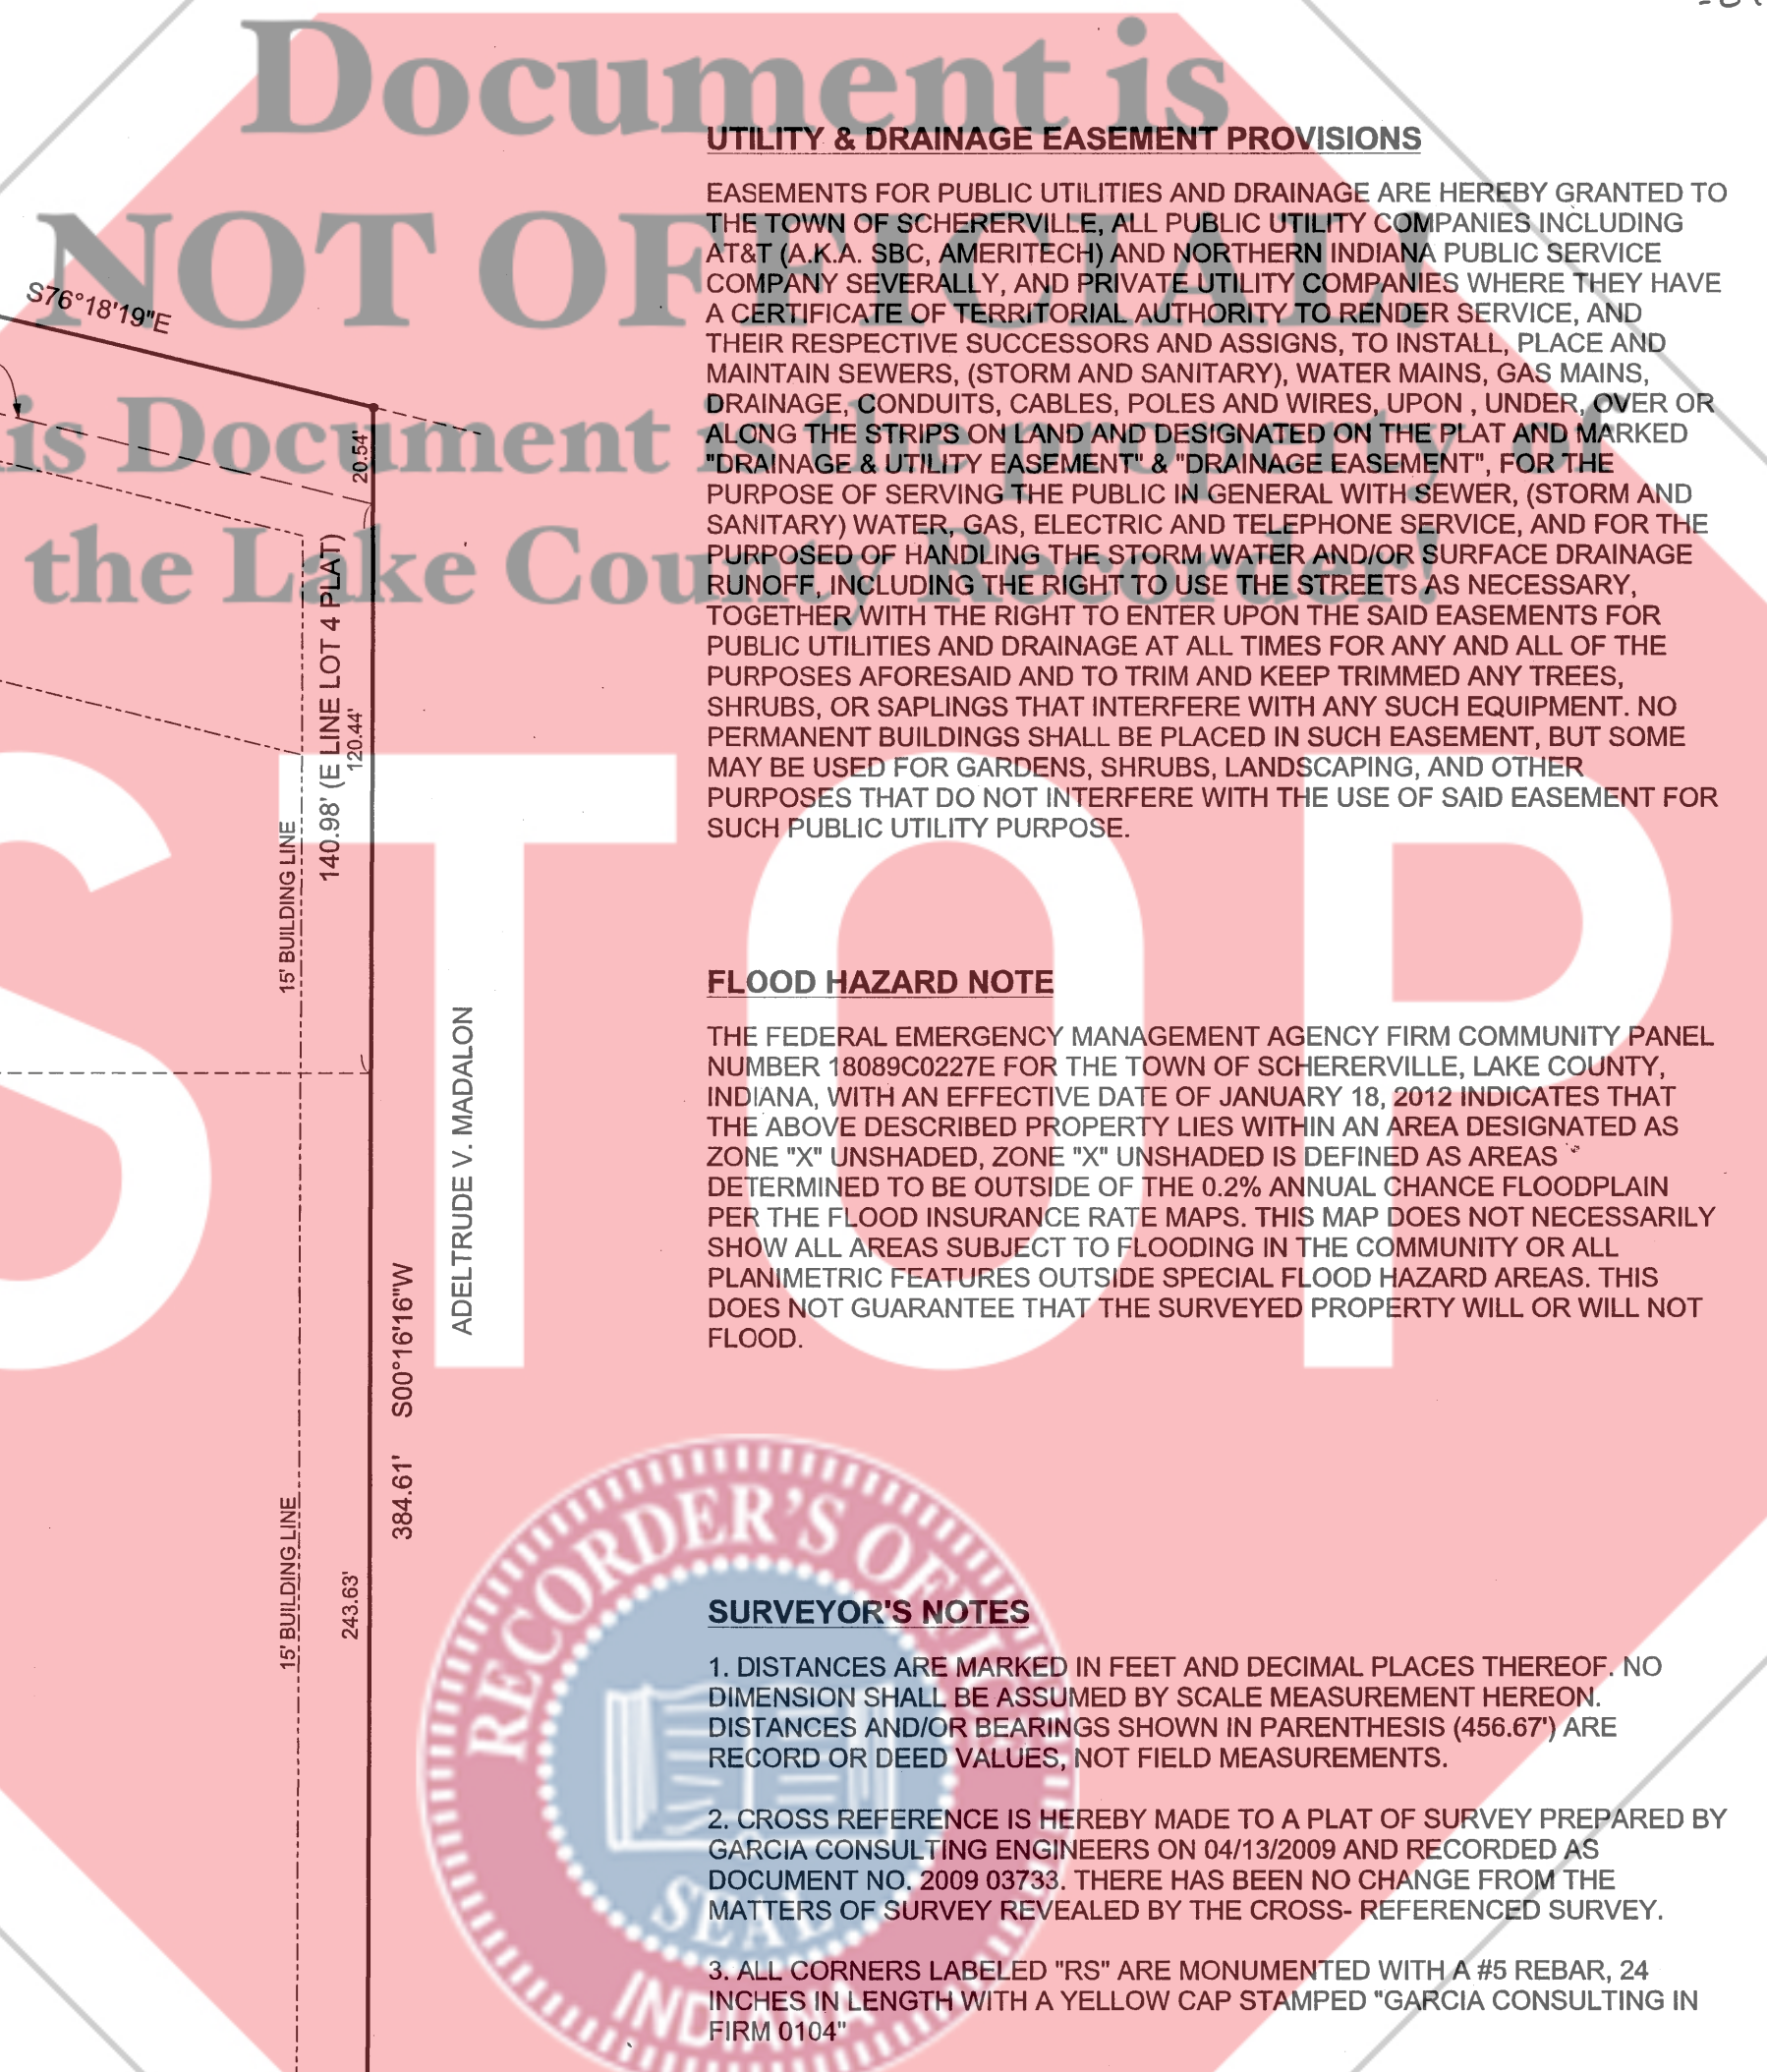 Document is
NOT OFFICIAL!
is Document is the property of
the Lake County Recorder!
STOP
S76°18'19"E
20.54'
140.98' (E LINE LOT 4 PLAT)
120.44'
15' BUILDING LINE
ADELTRUDE V. MADALON
384.61' S00°16'16"W
15' BUILDING LINE
243.63'
UTILITY & DRAINAGE EASEMENT PROVISIONS
EASEMENTS FOR PUBLIC UTILITIES AND DRAINAGE ARE HEREBY GRANTED TO
THE TOWN OF SCHERERVILLE, ALL PUBLIC UTILITY COMPANIES INCLUDING
AT&T (A.K.A. SBC, AMERITECH) AND NORTHERN INDIANA PUBLIC SERVICE
COMPANY SEVERALLY, AND PRIVATE UTILITY COMPANIES WHERE THEY HAVE
A CERTIFICATE OF TERRITORIAL AUTHORITY TO RENDER SERVICE, AND
THEIR RESPECTIVE SUCCESSORS AND ASSIGNS, TO INSTALL, PLACE AND
MAINTAIN SEWERS, (STORM AND SANITARY), WATER MAINS, GAS MAINS,
DRAINAGE, CONDUITS, CABLES, POLES AND WIRES, UPON , UNDER, OVER OR
ALONG THE STRIPS ON LAND AND DESIGNATED ON THE PLAT AND MARKED
"DRAINAGE & UTILITY EASEMENT" & "DRAINAGE EASEMENT", FOR THE
PURPOSE OF SERVING THE PUBLIC IN GENERAL WITH SEWER, (STORM AND
SANITARY) WATER, GAS, ELECTRIC AND TELEPHONE SERVICE, AND FOR THE
PURPOSED OF HANDLING THE STORM WATER AND/OR SURFACE DRAINAGE
RUNOFF, INCLUDING THE RIGHT TO USE THE STREETS AS NECESSARY,
TOGETHER WITH THE RIGHT TO ENTER UPON THE SAID EASEMENTS FOR
PUBLIC UTILITIES AND DRAINAGE AT ALL TIMES FOR ANY AND ALL OF THE
PURPOSES AFORESAID AND TO TRIM AND KEEP TRIMMED ANY TREES,
SHRUBS, OR SAPLINGS THAT INTERFERE WITH ANY SUCH EQUIPMENT. NO
PERMANENT BUILDINGS SHALL BE PLACED IN SUCH EASEMENT, BUT SOME
MAY BE USED FOR GARDENS, SHRUBS, LANDSCAPING, AND OTHER
PURPOSES THAT DO NOT INTERFERE WITH THE USE OF SAID EASEMENT FOR
SUCH PUBLIC UTILITY PURPOSE.
FLOOD HAZARD NOTE
THE FEDERAL EMERGENCY MANAGEMENT AGENCY FIRM COMMUNITY PANEL
NUMBER 18089C0227E FOR THE TOWN OF SCHERERVILLE, LAKE COUNTY,
INDIANA, WITH AN EFFECTIVE DATE OF JANUARY 18, 2012 INDICATES THAT
THE ABOVE DESCRIBED PROPERTY LIES WITHIN AN AREA DESIGNATED AS
ZONE "X" UNSHADED, ZONE "X" UNSHADED IS DEFINED AS AREAS
DETERMINED TO BE OUTSIDE OF THE 0.2% ANNUAL CHANCE FLOODPLAIN
PER THE FLOOD INSURANCE RATE MAPS. THIS MAP DOES NOT NECESSARILY
SHOW ALL AREAS SUBJECT TO FLOODING IN THE COMMUNITY OR ALL
PLANIMETRIC FEATURES OUTSIDE SPECIAL FLOOD HAZARD AREAS. THIS
DOES NOT GUARANTEE THAT THE SURVEYED PROPERTY WILL OR WILL NOT
FLOOD.
SURVEYOR'S NOTES
1. DISTANCES ARE MARKED IN FEET AND DECIMAL PLACES THEREOF. NO
DIMENSION SHALL BE ASSUMED BY SCALE MEASUREMENT HEREON.
DISTANCES AND/OR BEARINGS SHOWN IN PARENTHESIS (456.67') ARE
RECORD OR DEED VALUES, NOT FIELD MEASUREMENTS.
2. CROSS REFERENCE IS HEREBY MADE TO A PLAT OF SURVEY PREPARED BY
GARCIA CONSULTING ENGINEERS ON 04/13/2009 AND RECORDED AS
DOCUMENT NO. 2009 03733. THERE HAS BEEN NO CHANGE FROM THE
MATTERS OF SURVEY REVEALED BY THE CROSS- REFERENCED SURVEY.
3. ALL CORNERS LABELED "RS" ARE MONUMENTED WITH A #5 REBAR, 24
INCHES IN LENGTH WITH A YELLOW CAP STAMPED "GARCIA CONSULTING IN
FIRM 0104"
RECORDER'S OFFICE
SEAL
INDIANA